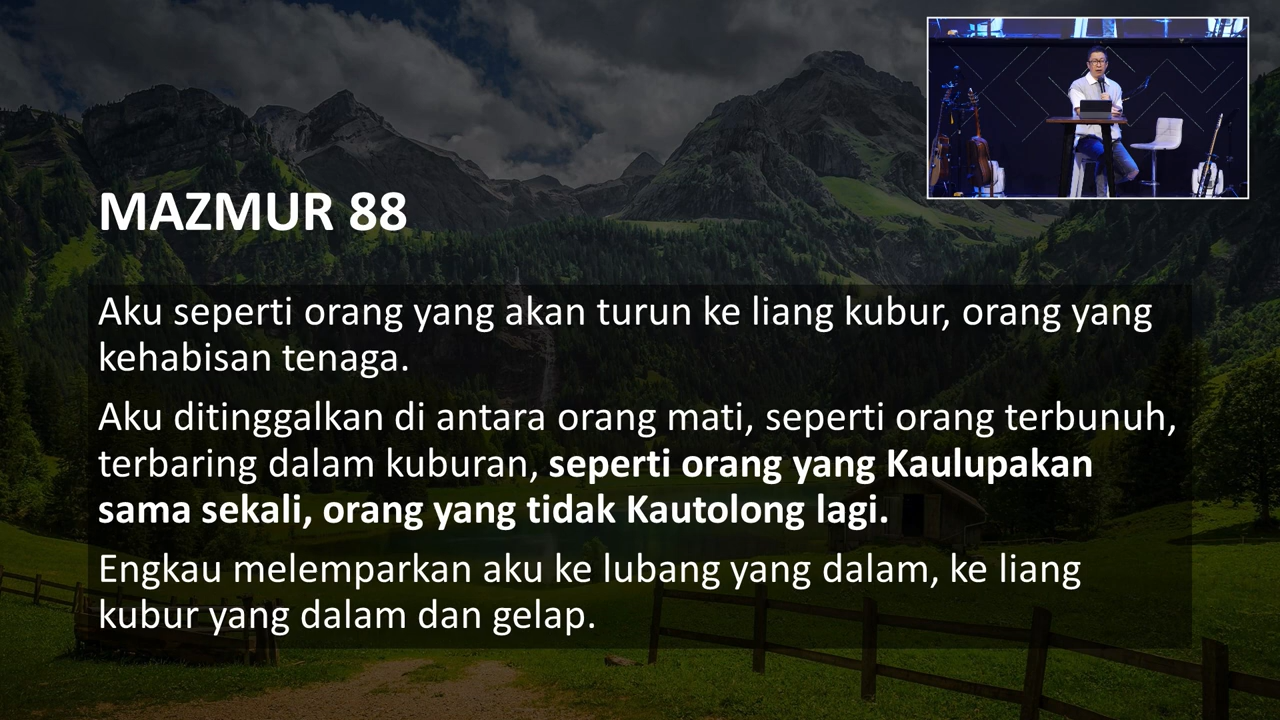 MAZMUR 88
Aku seperti orang yang akan turun ke liang kubur, orang yang
kehabisan tenaga.
Aku ditinggalkan di antara orang mati, seperti orang terbunuh,
terbaring dalam kuburan, seperti orang yang Kaulupakan
sama sekali, orang yang tidak Kautolong lagi.
Engkau melemparkan aku ke lubang yang dalam, ke liang
kubur yang dalam dan gelap.